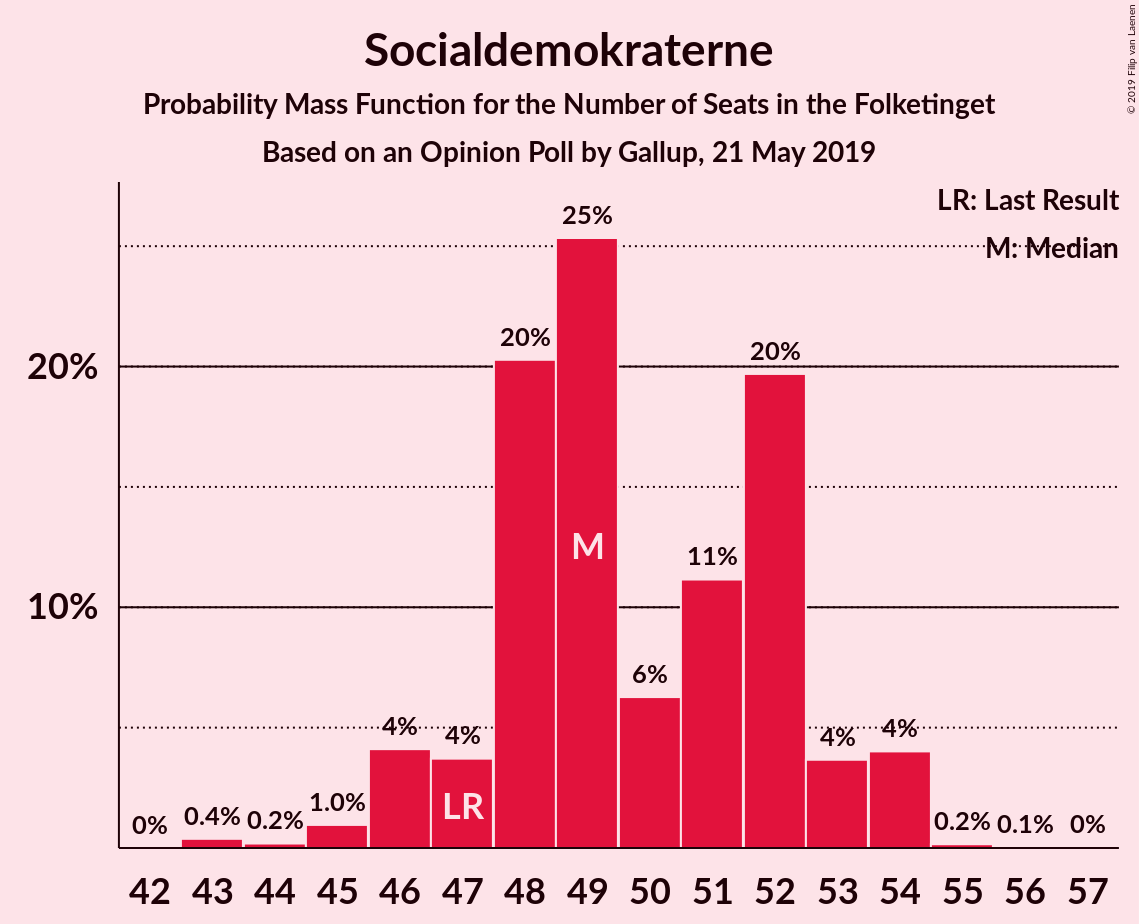 Socialdemokraterne
Probability Mass Function for the Number of Seats in the Folketinget
Based on an Opinion Poll by Gallup, 21 May 2019
© 2019 Filip van Laenen
LR: Last Result
M: Median
20%
10%
0%
0.4%
0.2%
1.0%
4%
4%
20%
25%
6%
11%
20%
4%
4%
0.2%
0.1%
0%
LR
M
42 43 44 45 46 47 48 49 50 51 52 53 54 55 56 57